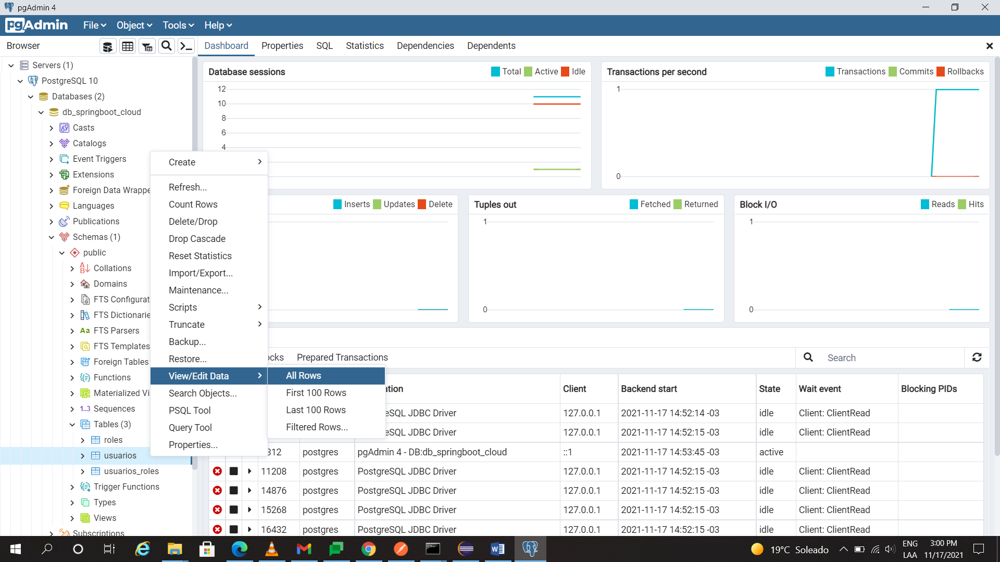 pgAdmin 4
pgAdmin File Object Tools Help
Browser
Dashboard Properties SQL Statistics Dependencies Dependents
Servers (1)
PostgreSQL 10
Databases (2)
db_springboot_cloud
Casts
Catalogs
Event Triggers
Extensions
Foreign Data Wrappe
Languages
Publications
Schemas (1)
public
Collations
Domains
FTS Configurat
FTS Dictionarie
Aa FTS Parsers
FTS Templates
Foreign Tables
Functions
Materialized Vi
1..3 Sequences
Tables (3)
roles
usuarios
usuarios_roles
Trigger Functions
Types
Views
Subscriptions
Create
Refresh...
Count Rows
Delete/Drop
Drop Cascade
Reset Statistics
Import/Export...
Maintenance...
Scripts
Truncate
Backup...
Restore...
View/Edit Data
Search Objects...
PSQL Tool
Query Tool
Properties...
All Rows
First 100 Rows
Last 100 Rows
Filtered Rows...
Database sessions Total Active Idle
12
10
8
6
4
Transactions per second Transactions Commits Rollbacks
1
0
Inserts Updates Delete
Tuples out Fetched Returned
1
0
Block I/O Reads Hits
1
0
ocks Prepared Transactions Search
ation Client Backend start State Wait event Blocking PIDs
eSQL JDBC Driver 127.0.0.1 2021-11-17 14:52:14 -03 idle Client: ClientRead
eSQL JDBC Driver 127.0.0.1 2021-11-17 14:52:15 -03 idle Client: ClientRead
312 postgres pgAdmin 4 - DB:db_springboot_cloud ::1 2021-11-17 14:53:45 -03 active
11208 postgres PostgreSQL JDBC Driver 127.0.0.1 2021-11-17 14:52:15 -03 idle Client: ClientRead
14876 postgres PostgreSQL JDBC Driver 127.0.0.1 2021-11-17 14:52:15 -03 idle Client: ClientRead
15268 postgres PostgreSQL JDBC Driver 127.0.0.1 2021-11-17 14:52:15 -03 idle Client: ClientRead
16432 postgres PostgreSQL JDBC Driver 127.0.0.1 2021-11-17 14:52:15 -03 idle Client: ClientRead
19°C Soleado
ENG
LAA
3:00 PM
11/17/2021